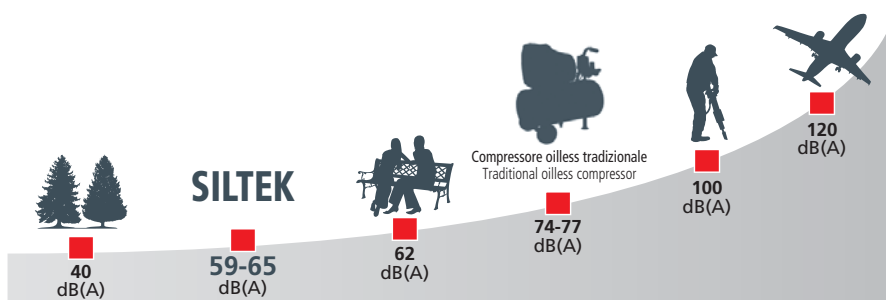 SILTEK
Compressore oilless tradizionale
Traditional oilless compressor
40
dB(A)
59-65
dB(A)
62
dB(A)
74-77
dB(A)
100
dB(A)
120
dB(A)